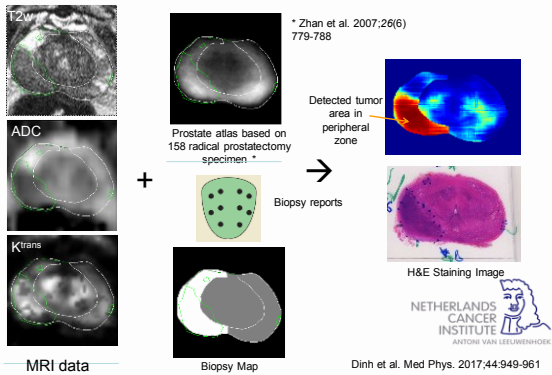 T2w
ADC
Ktrans
MRI data
+
Prostate atlas based on
158 radical prostatectomy
specimen *
Biopsy reports
Biopsy Map
* Zhan et al. 2007;26(6)
779-788
→
Detected tumor
area in
peripheral
zone
H&E Staining Image
NETHERLANDS
CANCER
INSTITUTE
ANTONI VAN LEEUWENHOEK
Dinh et al. Med Phys. 2017;44:949-961